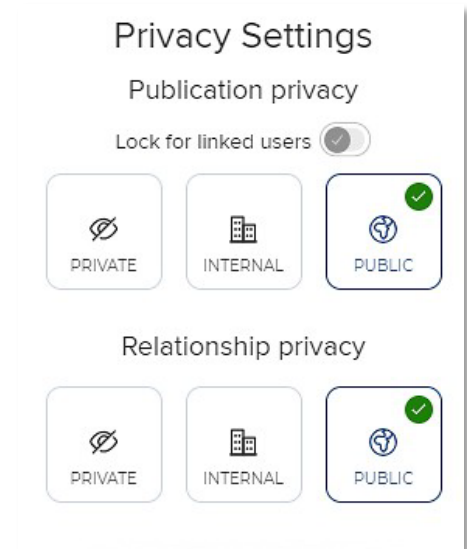 Privacy Settings
Publication privacy
Lock for linked users
PRIVATE INTERNAL PUBLIC
Relationship privacy
PRIVATE INTERNAL PUBLIC